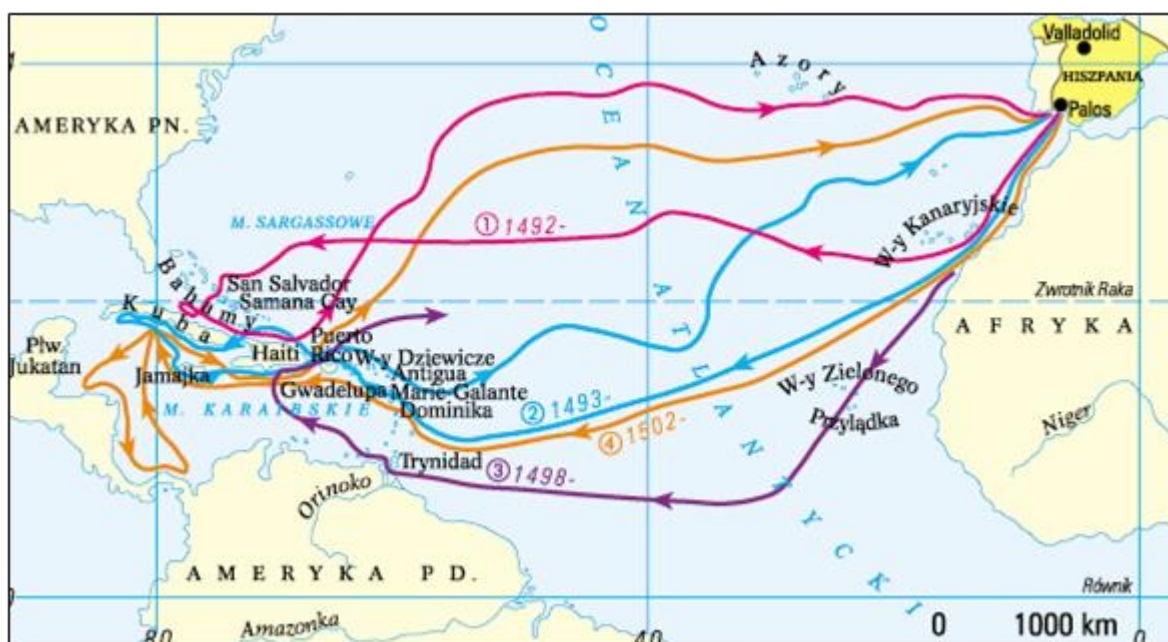 Valladolid
HISZPANIA
Palos
Azory
OCEAN ATLANTYCKI
AMERYKA PN.
M. SARGASSOWE
① 1492-
W-y Kanaryjskie
Bahamy
San Salvador
Samana Cay
Zwrotnik Raka
Kuba
AFRYKA
Płw. Jukatan
Haiti
Puerto Rico
W-y Dziewicze
Jamajka
Antigua
Gwadelupa
Marie-Galante
M. KARAIBSKIE
Dominika
② 1493-
W-y Zielonego Przylądka
④ 1502-
Niger
Trynidad
③ 1498-
Orinoko
AMERYKA PD.
Równik
Amazonka
0 1000 km
80
40
0